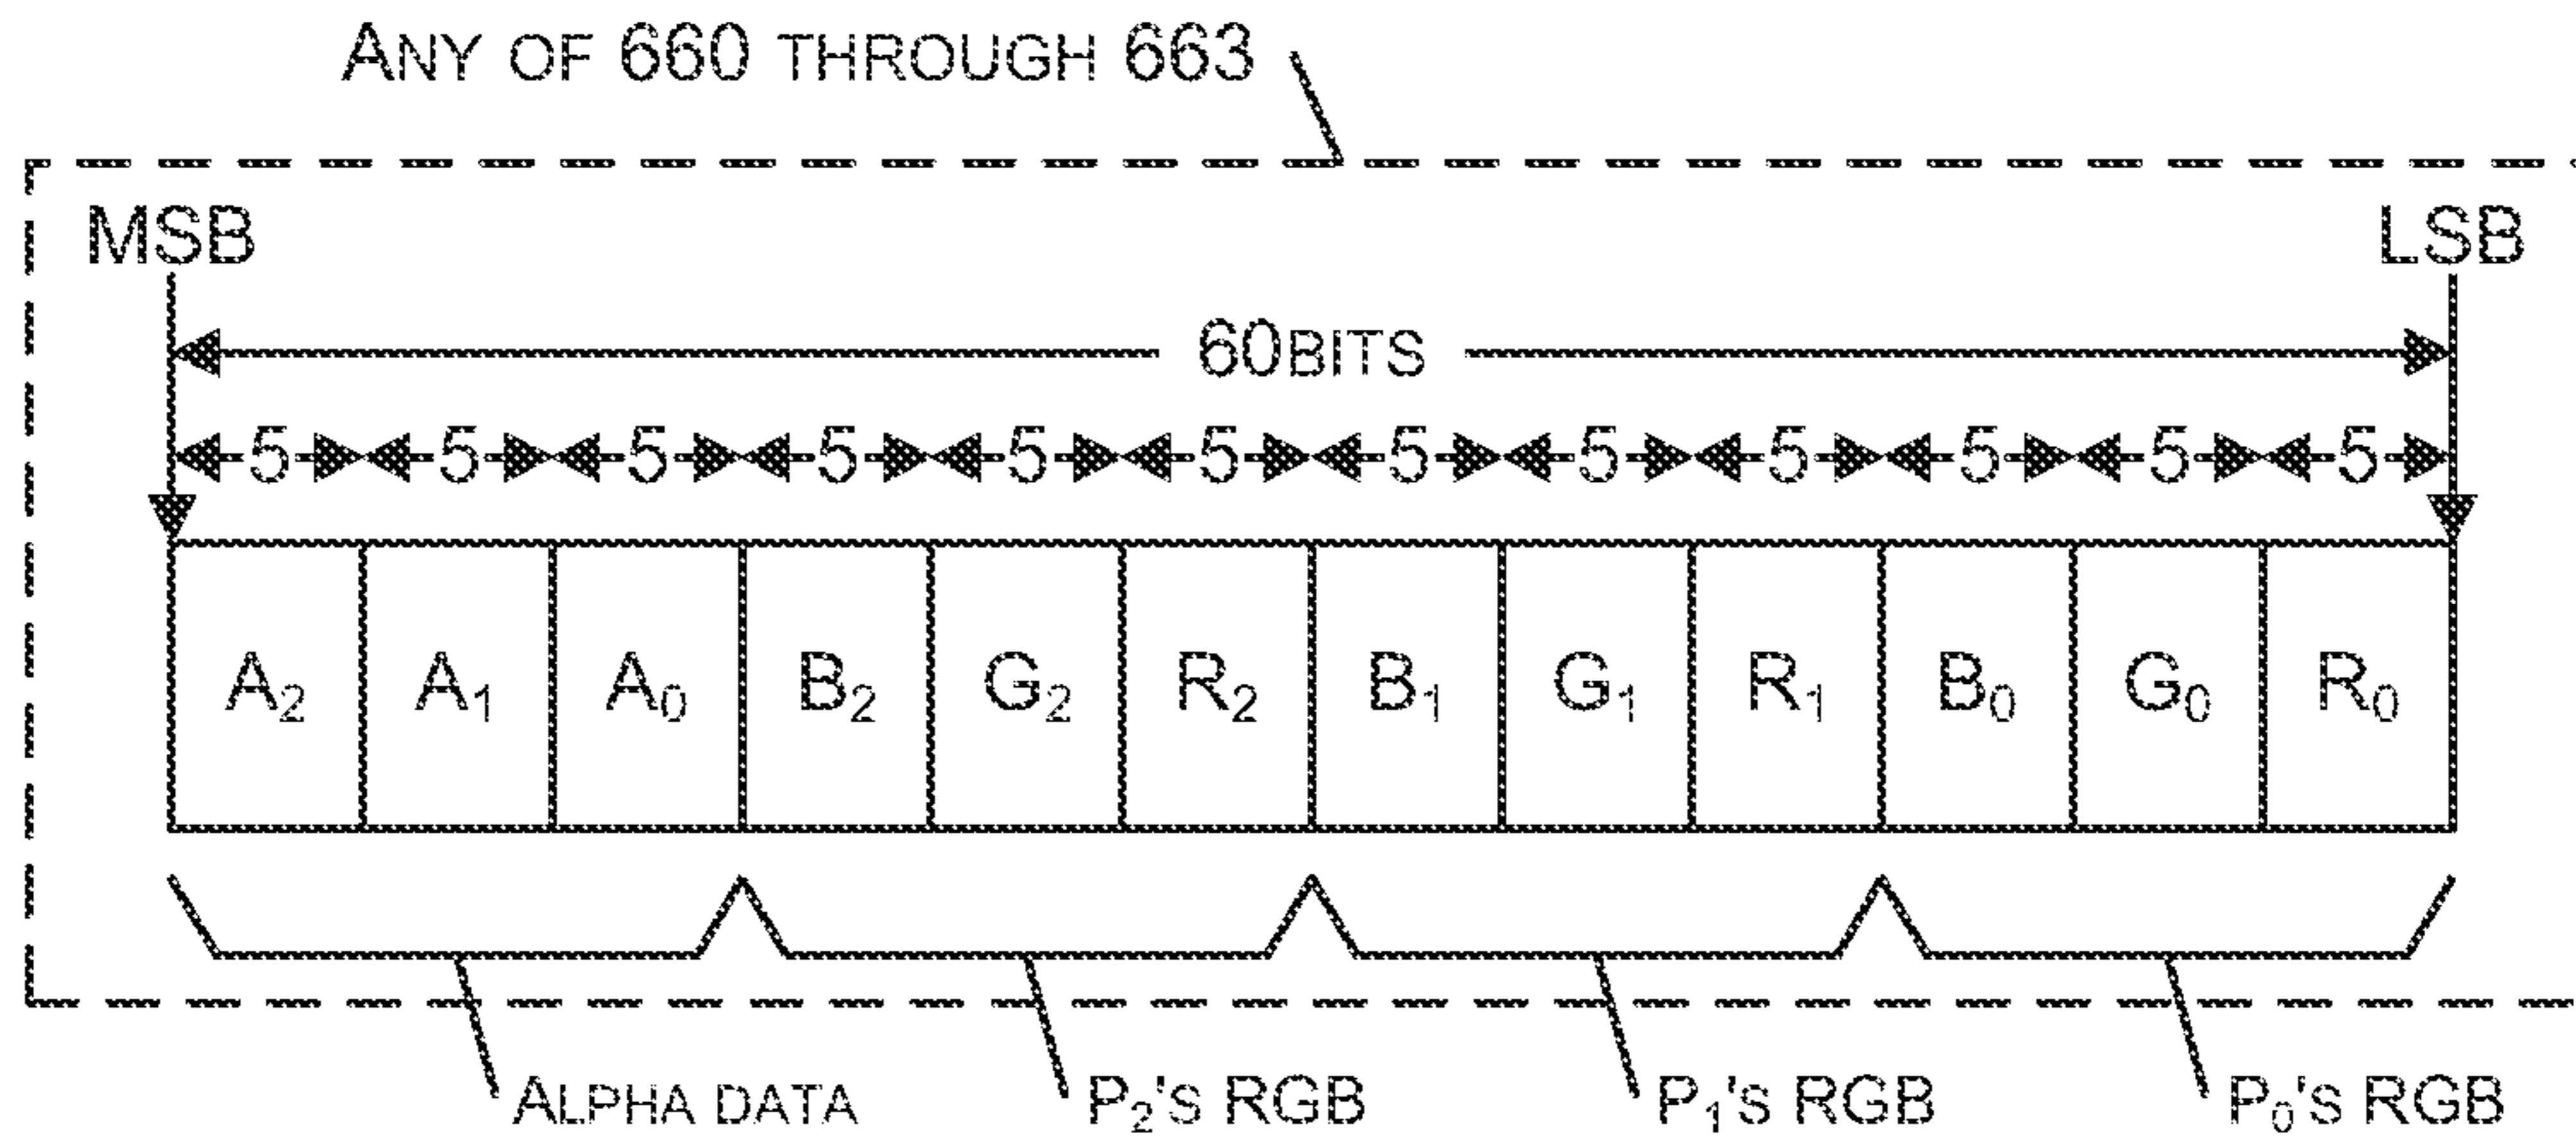 ANY OF 660 THROUGH 663
MSB LSB
60BITS
5 5 5 5 5 5 5 5 5 5 5 5
A2 A1 A0 B2 G2 R2 B1 G1 R1 B0 G0 R0
ALPHA DATA P2'S RGB P1'S RGB P0'S RGB